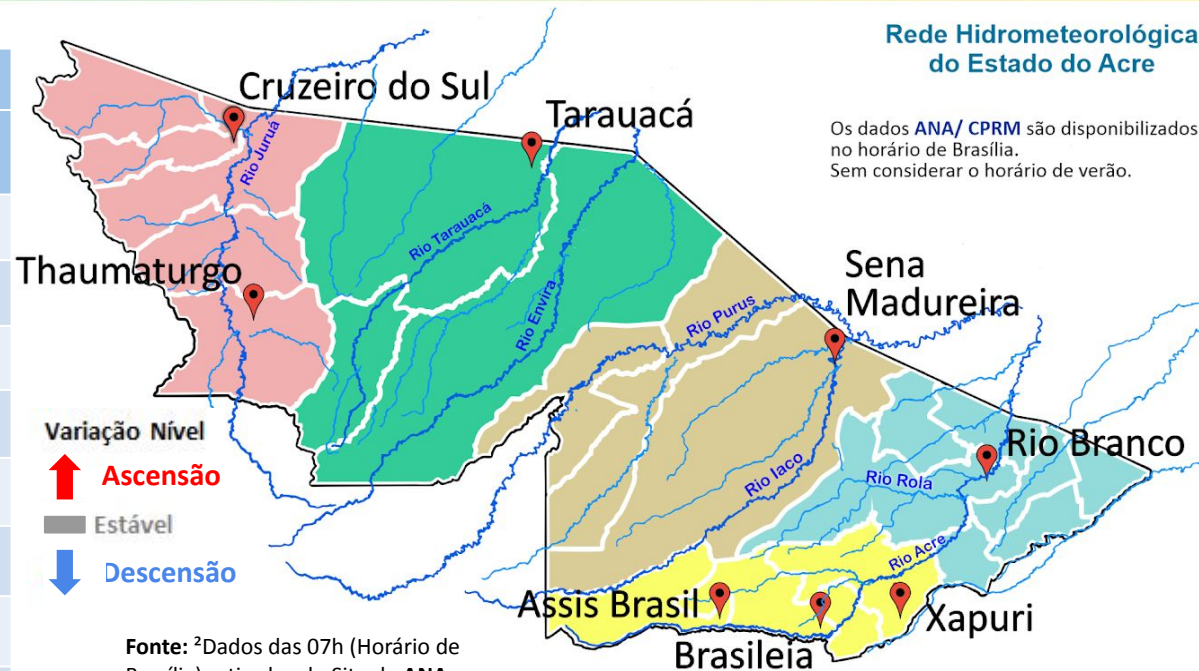 Rede Hidrometeorológica
do Estado do Acre
Os dados ANA/ CPRM são disponibilizados
no horário de Brasília.
Sem considerar o horário de verão.
Cruzeiro do Sul
Tarauacá
Rio Juruá
Rio Tarauacá
Thaumaturgo
Rio Envira
Sena
Madureira
Rio Purus
Variação Nível
Ascensão
Estável
Descensão
Rio Branco
Rio Iaco
Rio Rola
Rio Acre
Assis Brasil
Xapuri
Brasileia
Fonte: ²Dados das 07h (Horário de